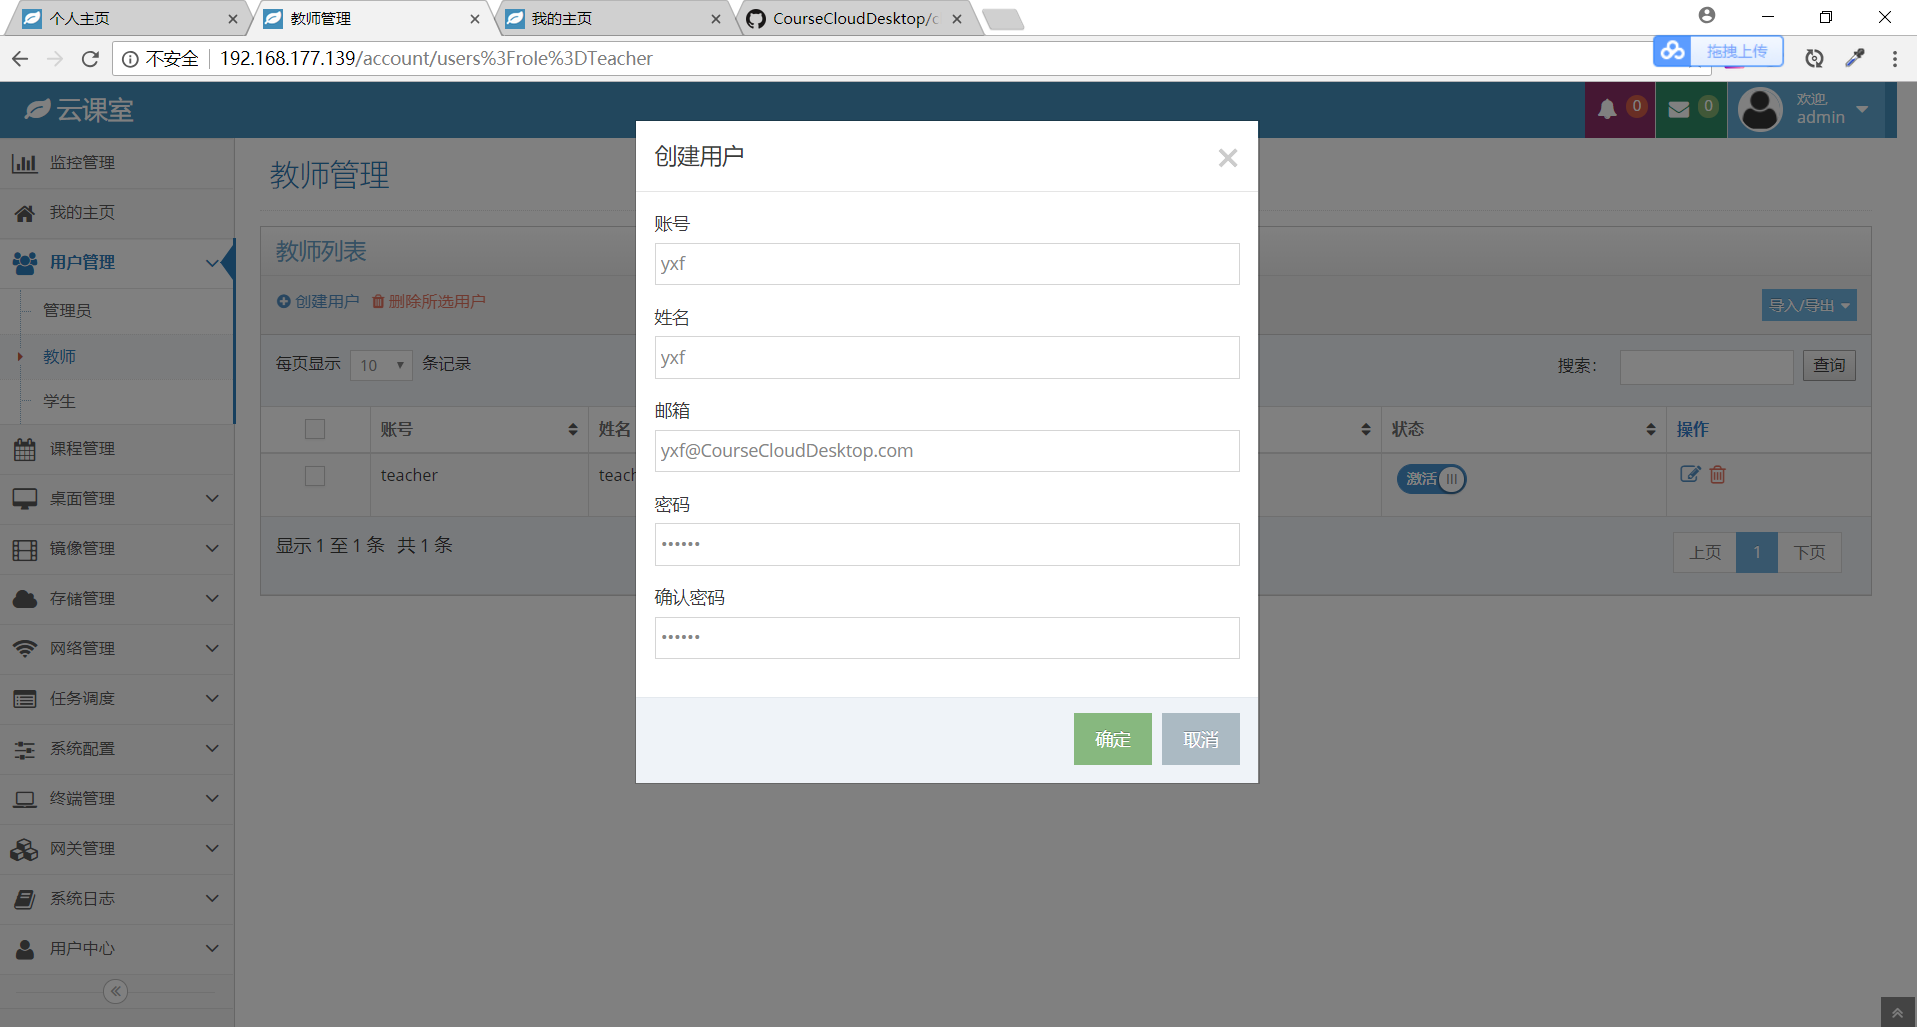 个人主页
教师管理
我的主页
CourseCloudDesktop/c
不安全 192.168.177.139/account/users%3Frole%3DTeacher
拖拽上传
云课室
0
0
欢迎,
admin
监控管理
我的主页
用户管理
管理员
教师
学生
课程管理
桌面管理
镜像管理
存储管理
网络管理
任务调度
系统配置
终端管理
网关管理
系统日志
用户中心
教师管理
教师列表
创建用户 删除所选用户
导入/导出
每页显示 10 条记录
搜索:
查询
账号 姓名 状态 操作
teacher teach 激活
显示 1 至 1 条 共 1 条
上页 1 下页
创建用户
账号
yxf
姓名
yxf
邮箱
yxf@CourseCloudDesktop.com
密码
••••••
确认密码
••••••
确定 取消